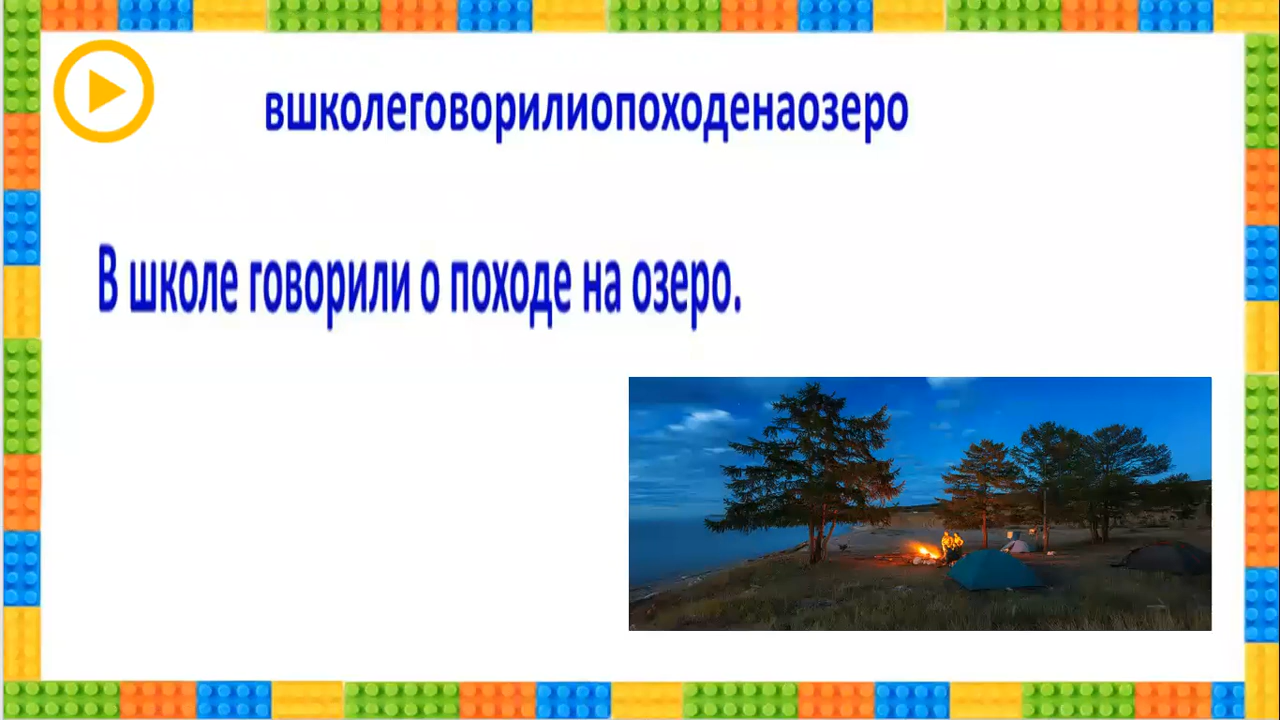 вшколеговорилиопоходенаозеро
В школе говорили о походе на озеро.